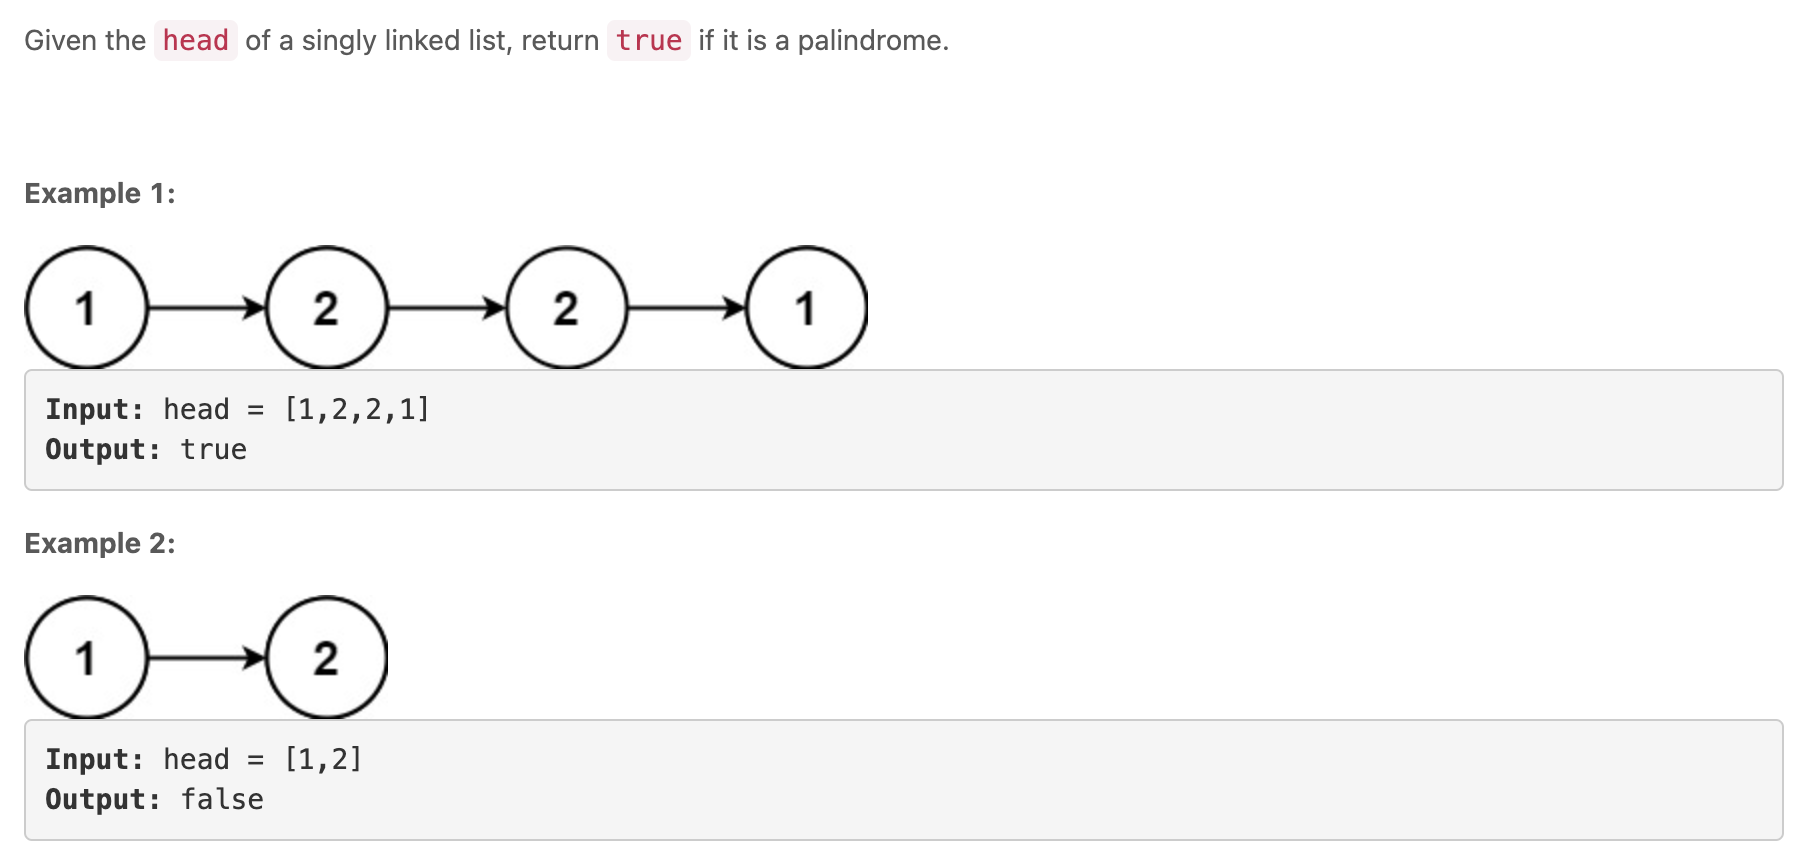 Given the head of a singly linked list, return true if it is a palindrome.
Example 1:
1 2 2 1
Input: head = [1,2,2,1]
Output: true
Example 2:
1 2
Input: head = [1,2]
Output: false